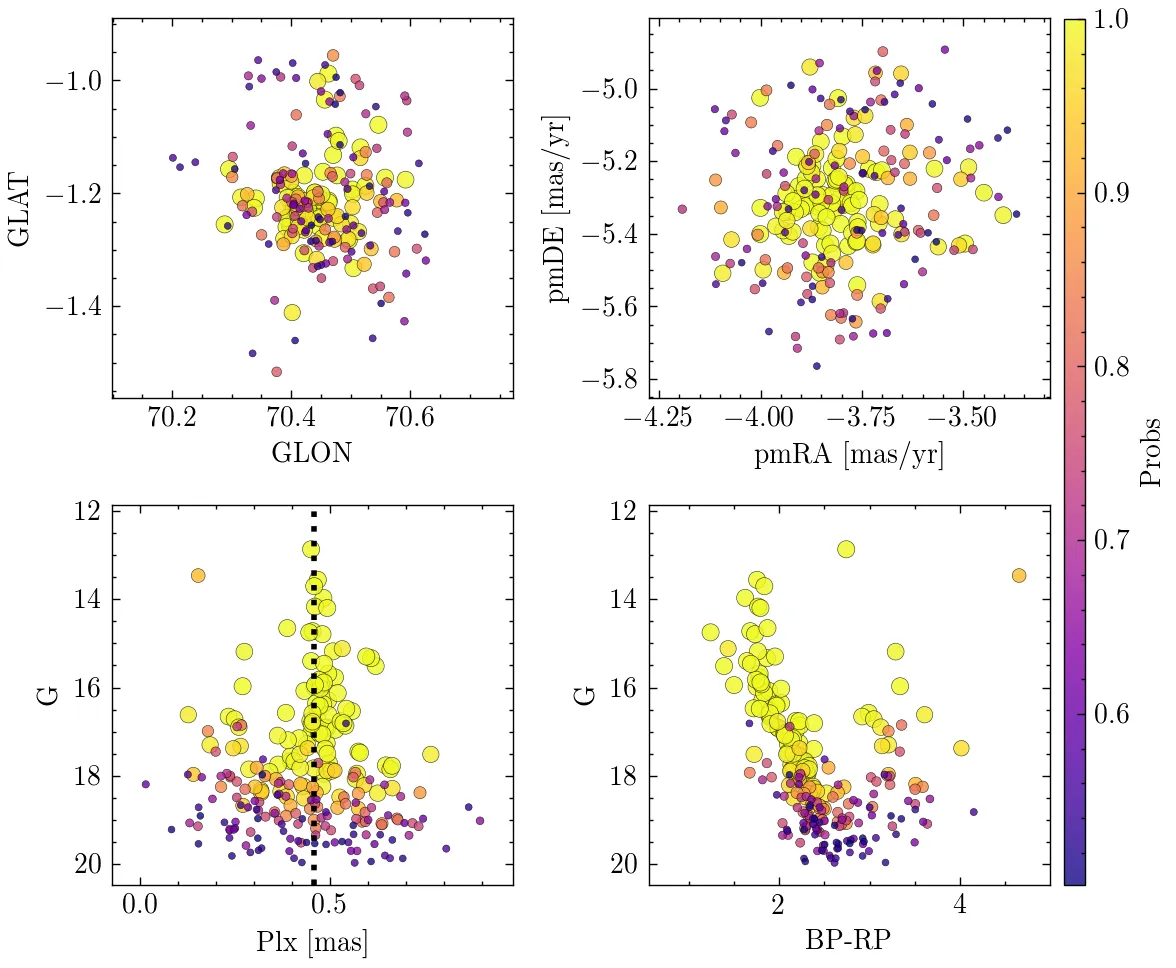 −1.0
−1.2
−1.4
GLAT
70.2 70.4 70.6
GLON
−5.0
−5.2
−5.4
−5.6
−5.8
pmDE [mas/yr]
−4.25 −4.00 −3.75 −3.50
pmRA [mas/yr]
12
14
16
18
20
G
0.0 0.5
Plx [mas]
12
14
16
18
20
G
2 4
BP-RP
1.0
0.9
0.8
0.7
0.6
Probs